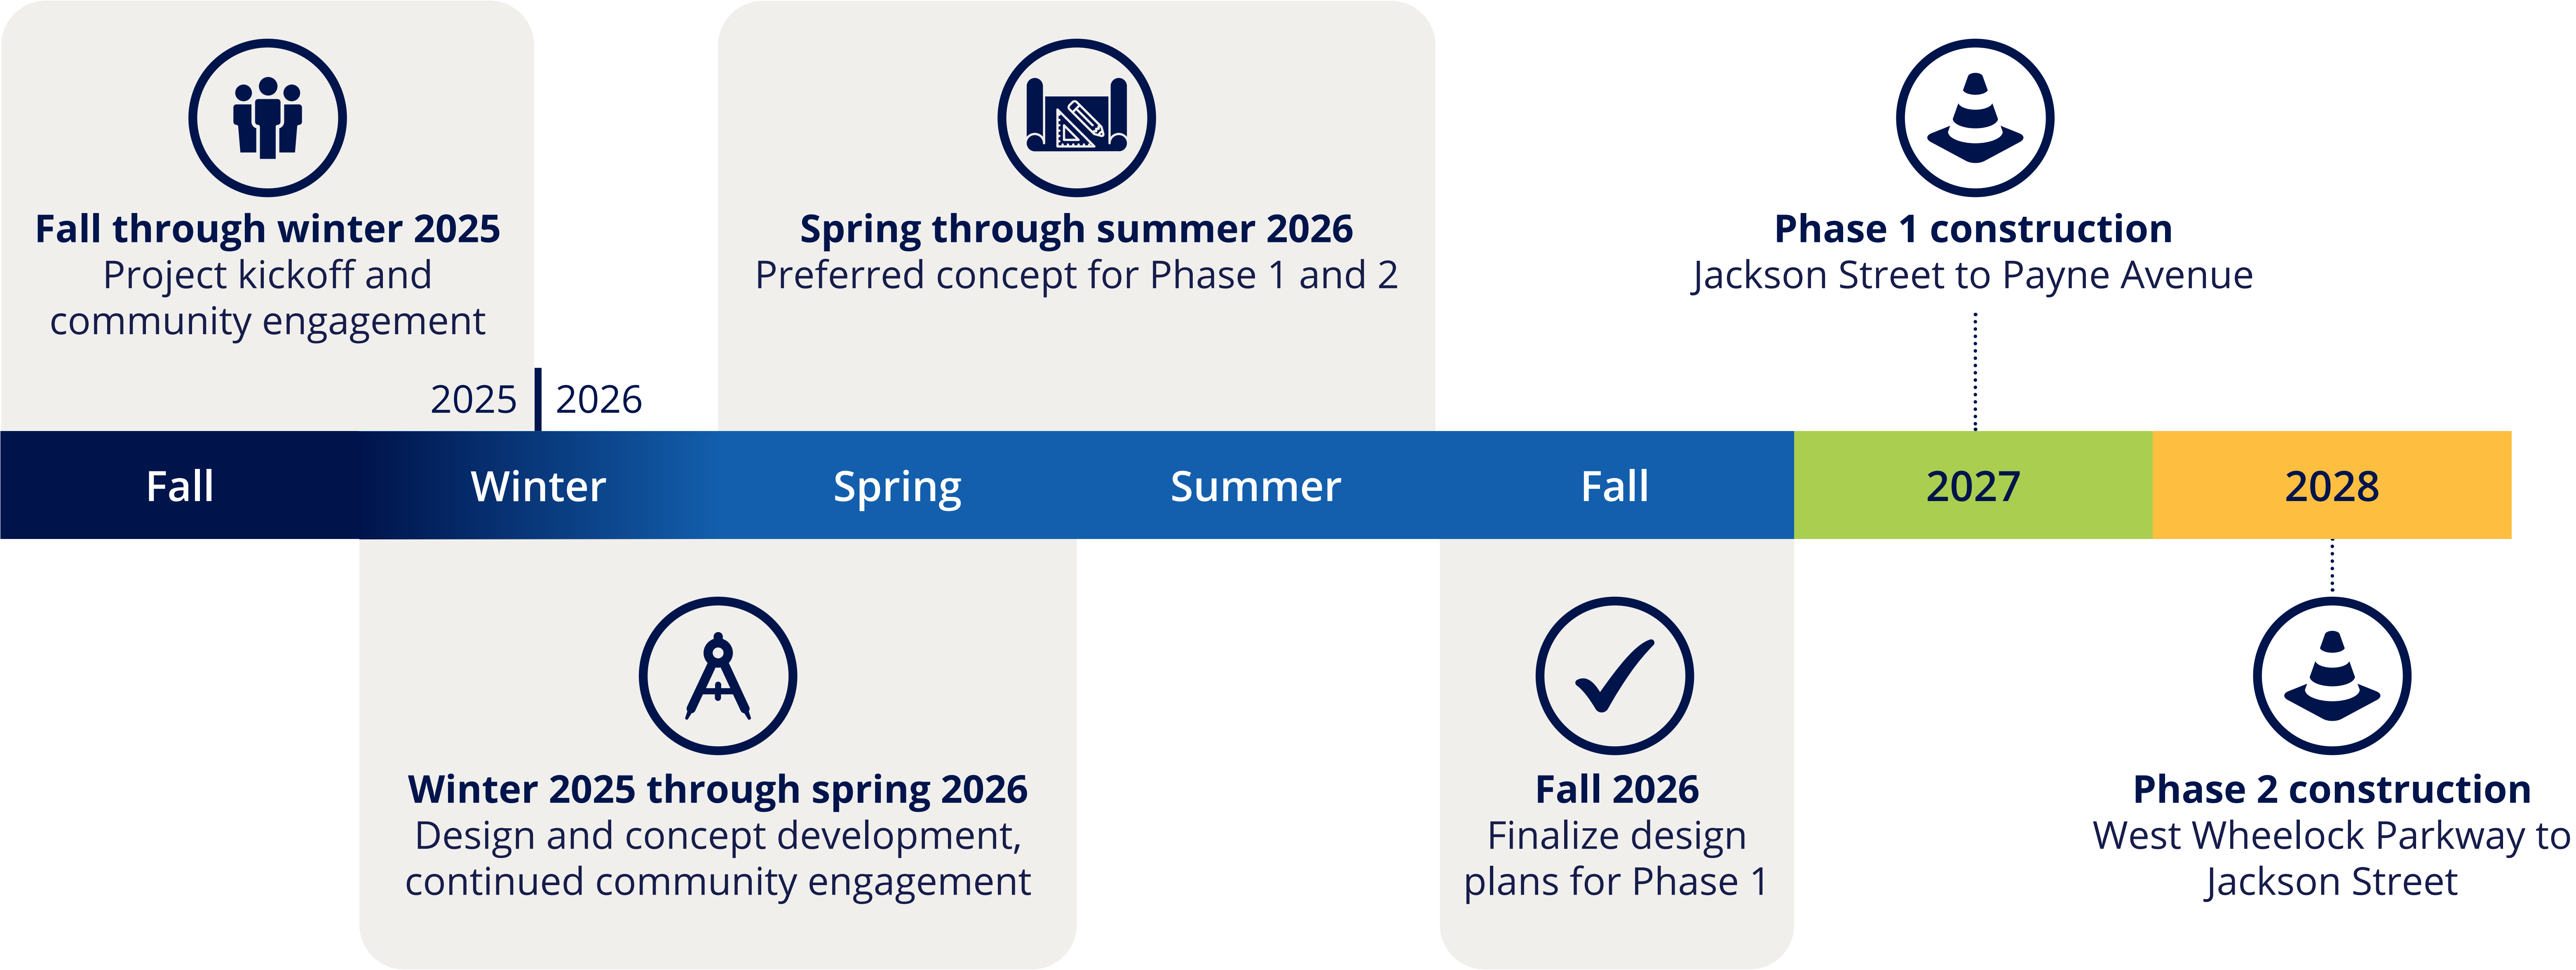 Fall through winter 2025
Project kickoff and
community engagement
Spring through summer 2026
Preferred concept for Phase 1 and 2
Phase 1 construction
Jackson Street to Payne Avenue
2025
2026
Fall
Winter
Spring
Summer
Fall
2027
2028
Winter 2025 through spring 2026
Design and concept development,
continued community engagement
Fall 2026
Finalize design
plans for Phase 1
Phase 2 construction
West Wheelock Parkway to
Jackson Street